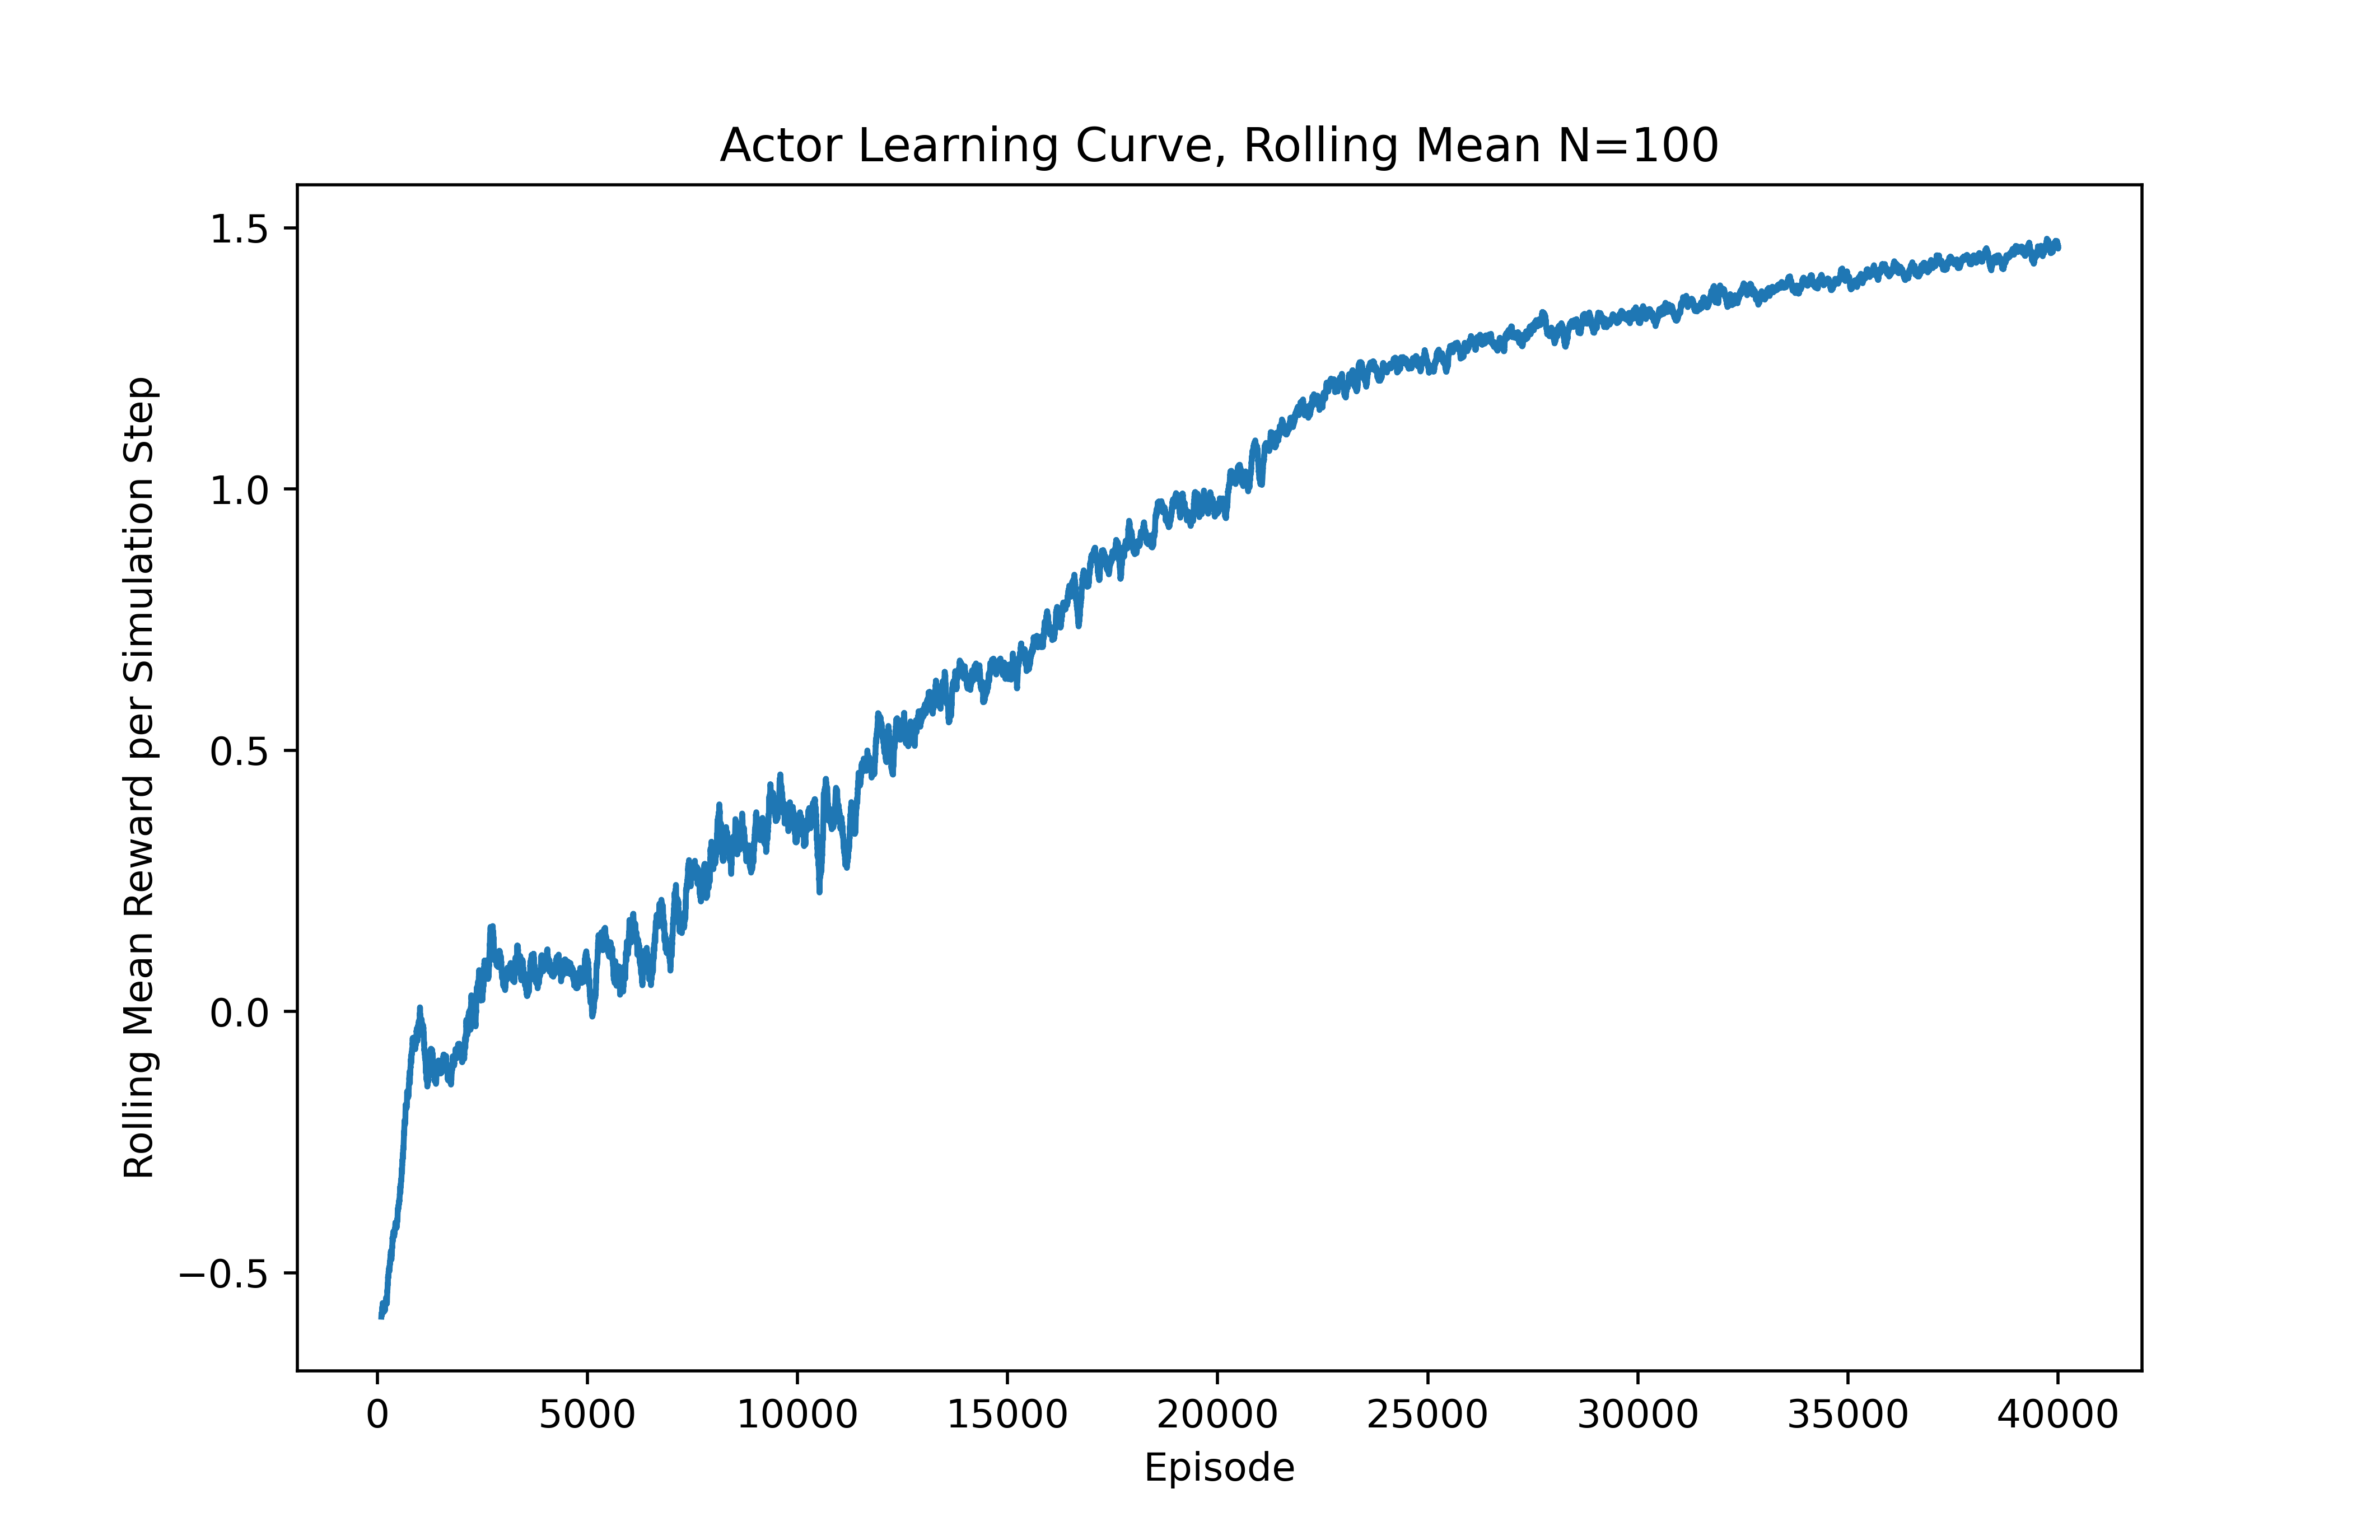 Actor Learning Curve, Rolling Mean N=100
Rolling Mean Reward per Simulation Step
1.5
1.0
0.5
0.0
−0.5
0 5000 10000 15000 20000 25000 30000 35000 40000
Episode